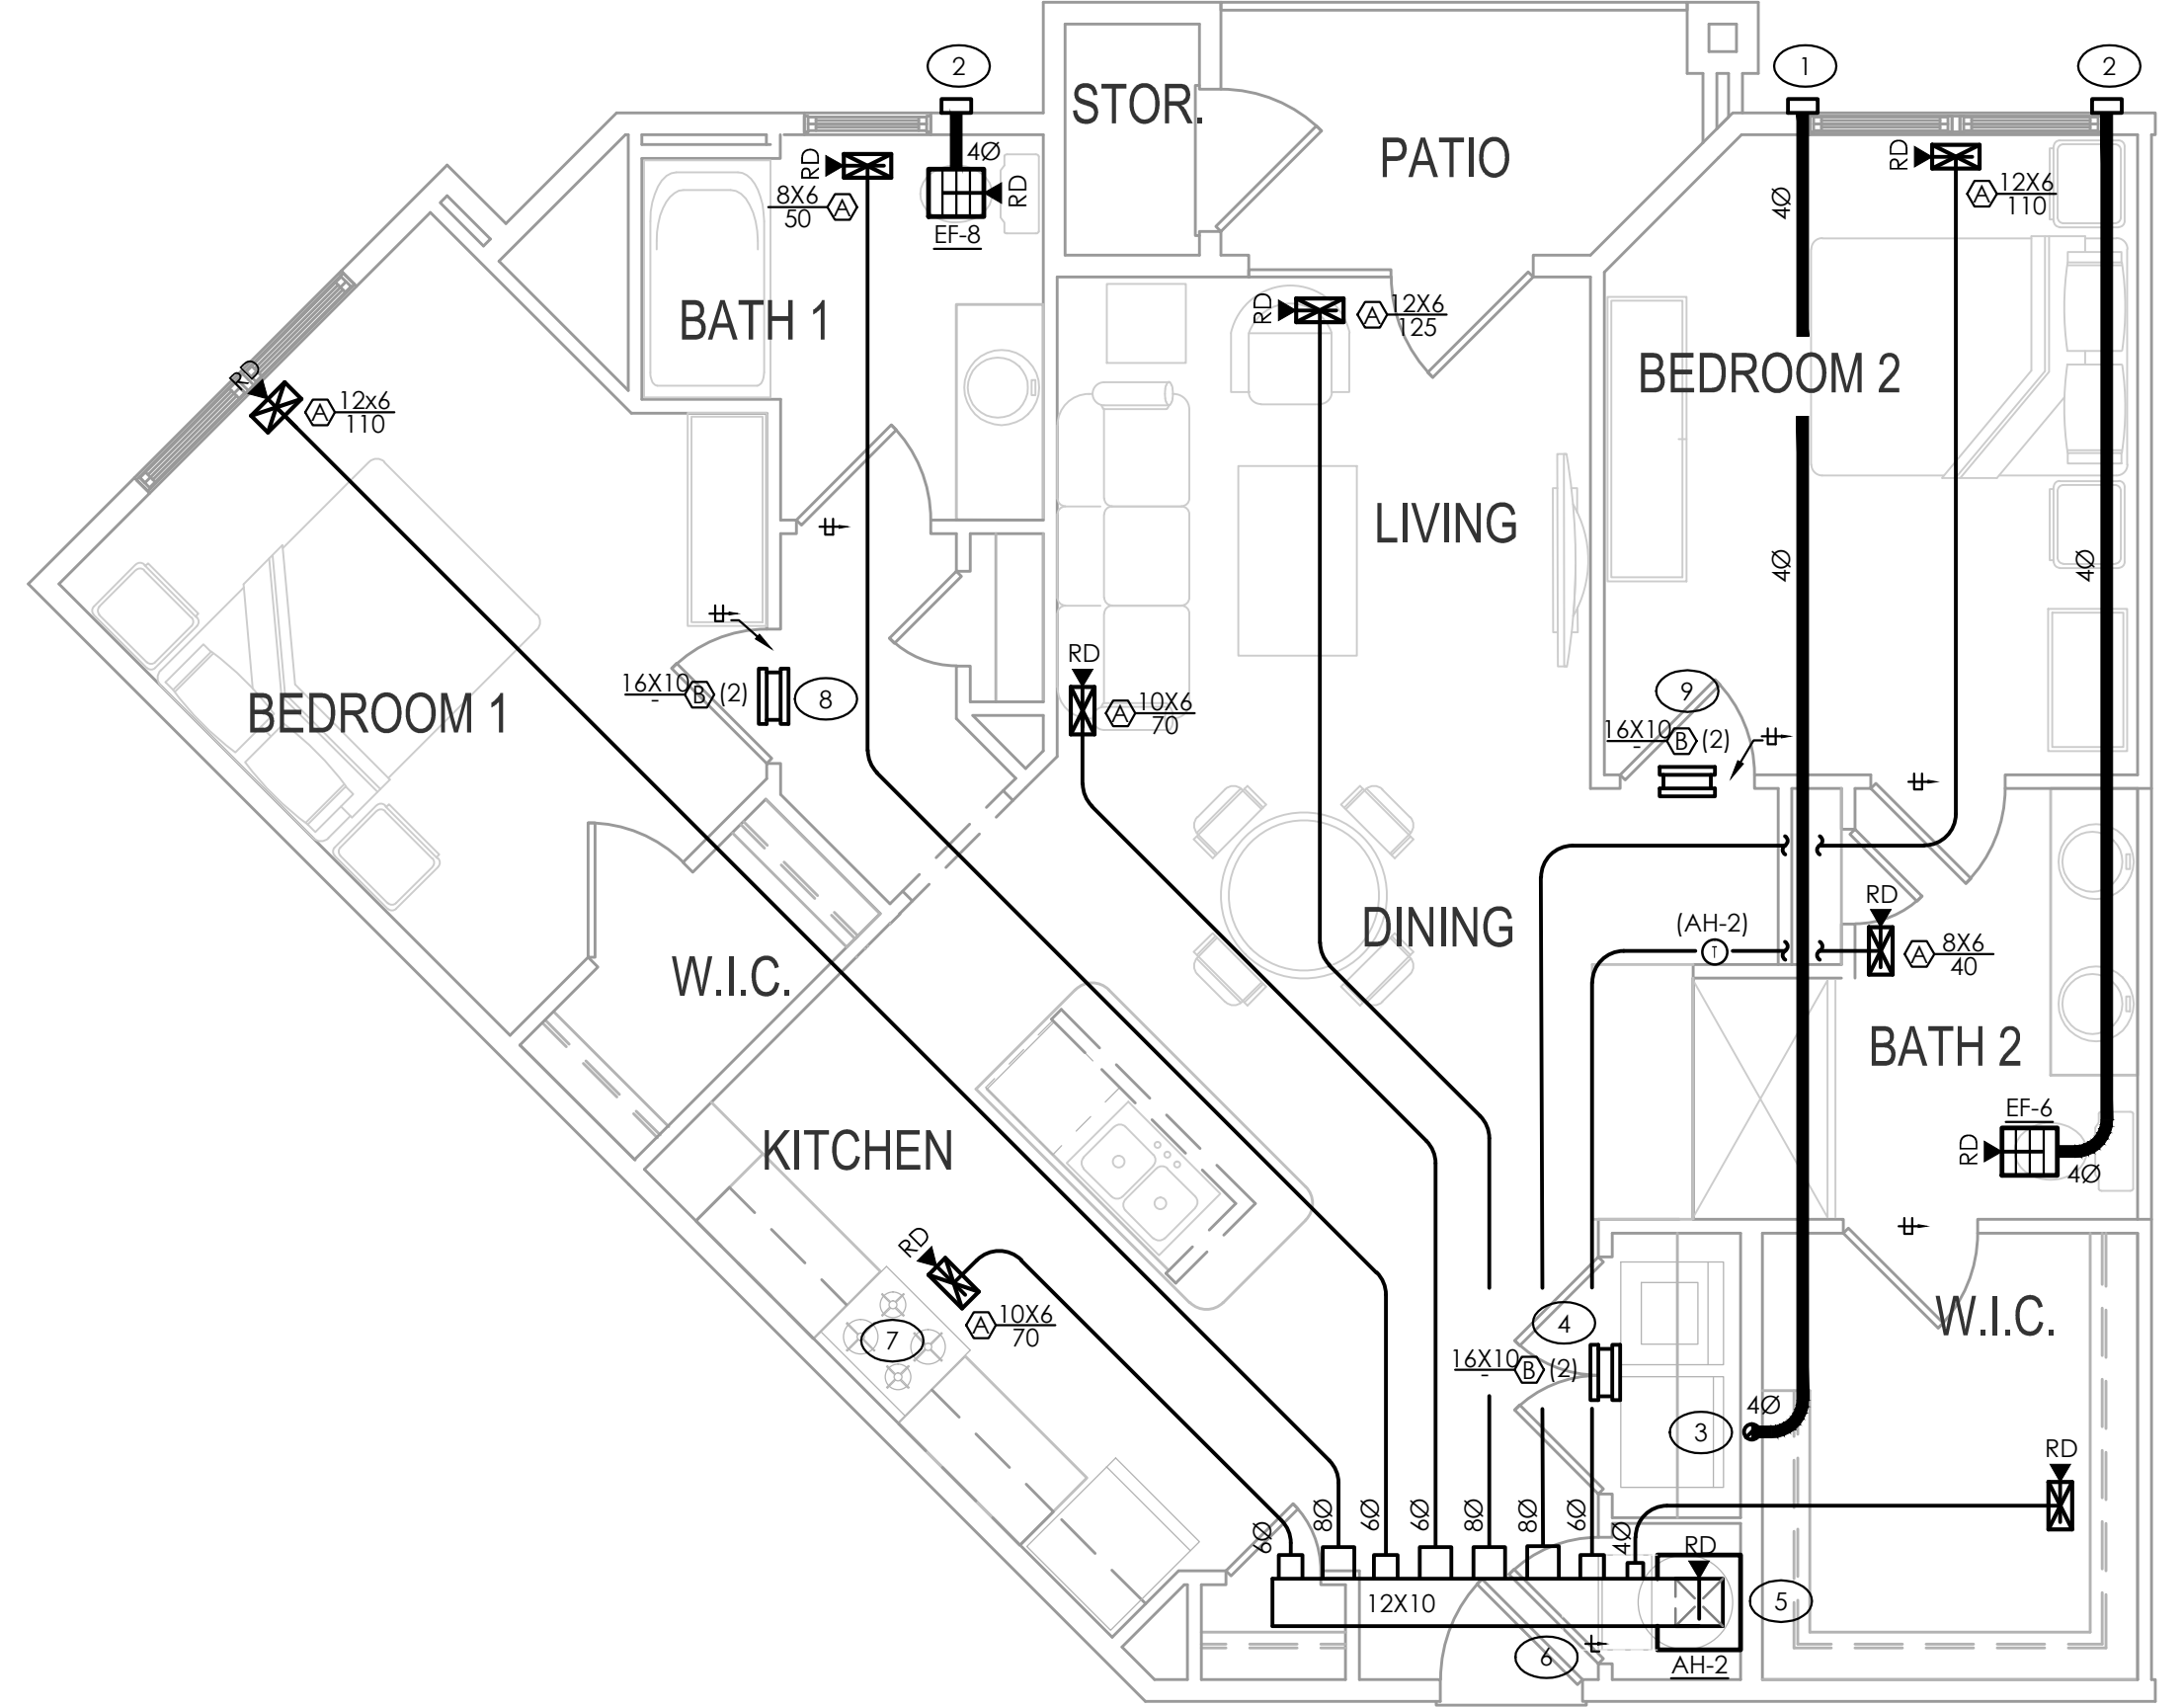 2
1
2
STOR.
PATIO
RD
4Ø
RD
8X6
50
A
EF-8
4Ø
RD
A
12X6
110
BATH 1
RD
A
12X6
125
BEDROOM 2
RD
A
12x6
110
LIVING
4Ø
4Ø
BEDROOM 1
16X10
-
B
(2)
8
RD
A
10X6
70
9
16X10
-
B
(2)
DINING
(AH-2)
T
RD
A
8X6
40
W.I.C.
BATH 2
KITCHEN
EF-6
RD
4Ø
RD
7
A
10X6
70
4
16X10
-
B
(2)
W.I.C.
4Ø
3
RD
6Ø
8Ø
6Ø
6Ø
8Ø
8Ø
6Ø
4Ø
RD
12X10
5
6
AH-2